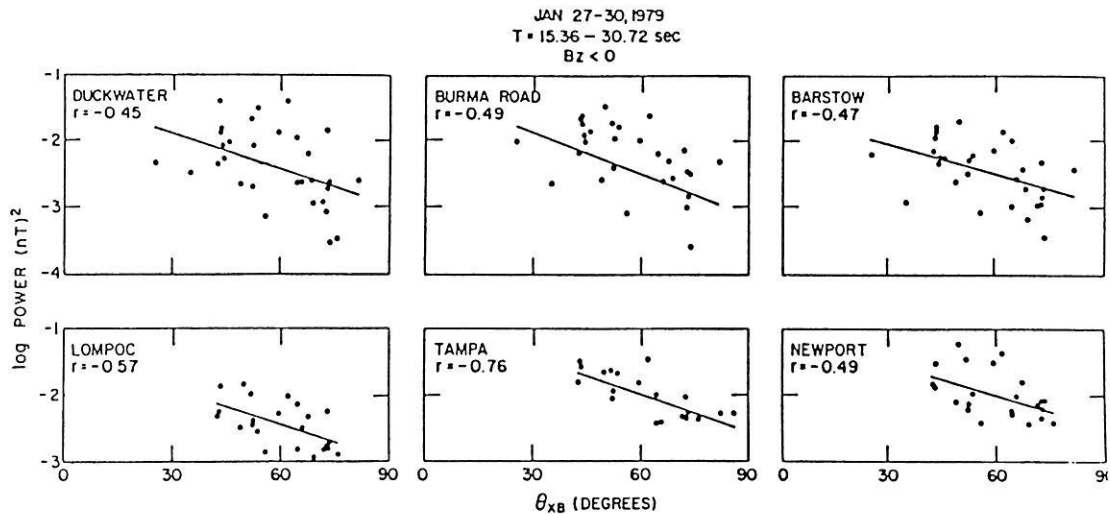 JAN 27-30, 1979
T = 15.36 - 30.72 sec
Bz < 0
log POWER (nT)²
-1
-2
-3
-4
DUCKWATER
r = -0.45
BURMA ROAD
r = -0.49
BARSTOW
r = -0.47
-1
-2
-3
LOMPOC
r = -0.57
TAMPA
r = -0.76
NEWPORT
r = -0.49
0 30 60 90
0 30 60 90
0 30 60 90
θXB (DEGREES)